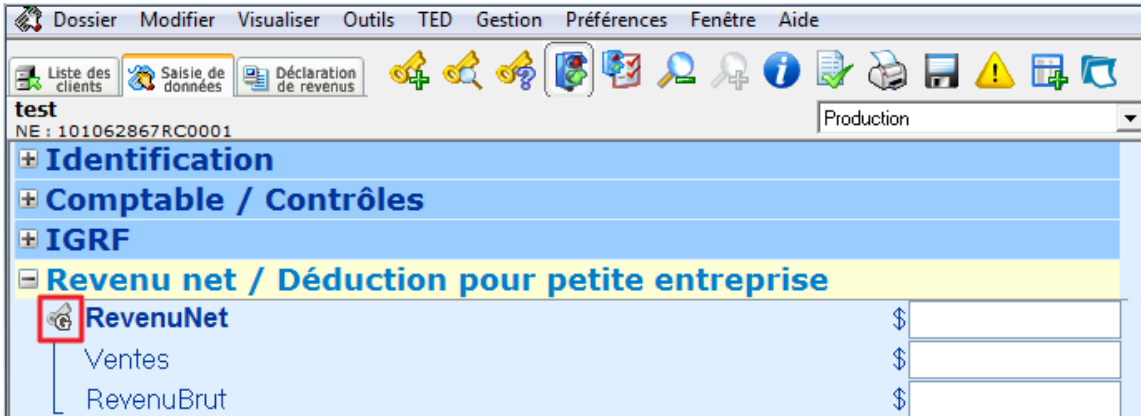 Dossier Modifier Visualiser Outils TED Gestion Préférences Fenêtre Aide
Liste des clients
Saisie de données
Déclaration de revenus
test
NE : 101062867RC0001
Production
Identification
Comptable / Contrôles
IGRF
Revenu net / Déduction pour petite entreprise
RevenuNet $
Ventes $
RevenuBrut $